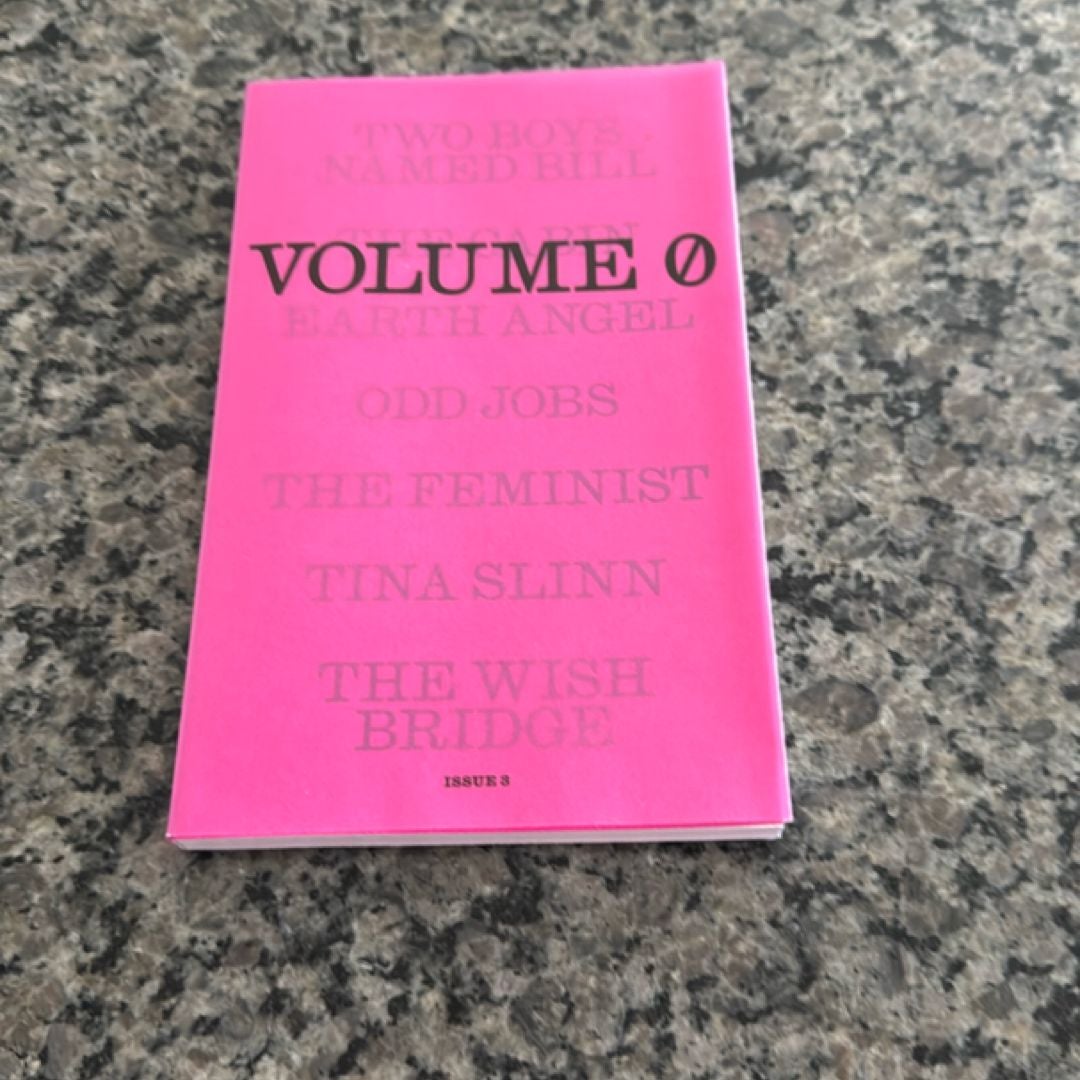 TWO BOYS
NAMED BILL
THE CABIN
VOLUME 0
EARTH ANGEL
ODD JOBS
THE FEMINIST
TINA SLINN
THE WISH
BRIDGE
ISSUE 3